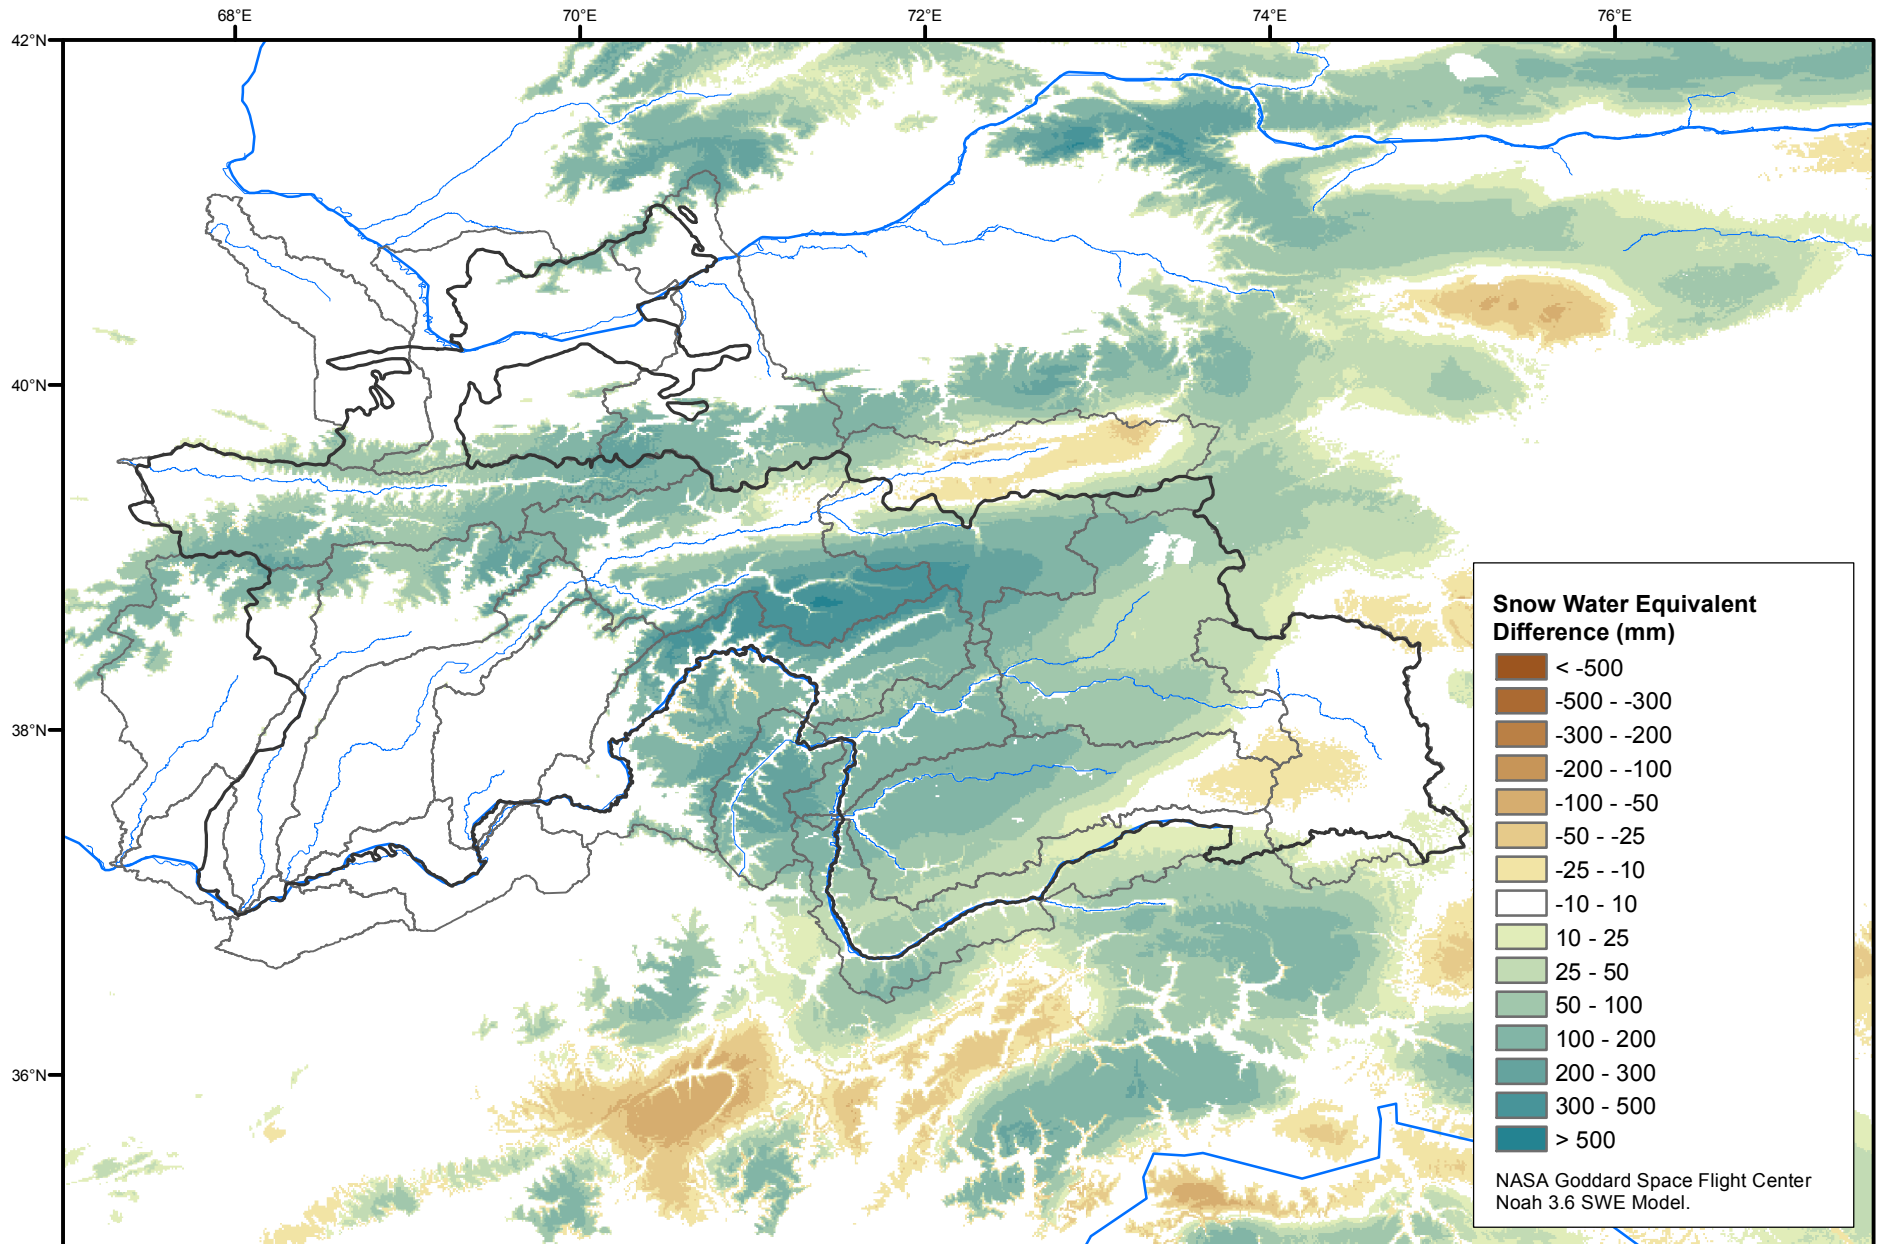 68°E 70°E 72°E 74°E 76°E
42°N
40°N
38°N
36°N
Snow Water Equivalent
Difference (mm)
< -500
-500 - -300
-300 - -200
-200 - -100
-100 - -50
-50 - -25
-25 - -10
-10 - 10
10 - 25
25 - 50
50 - 100
100 - 200
200 - 300
300 - 500
> 500
NASA Goddard Space Flight Center
Noah 3.6 SWE Model.